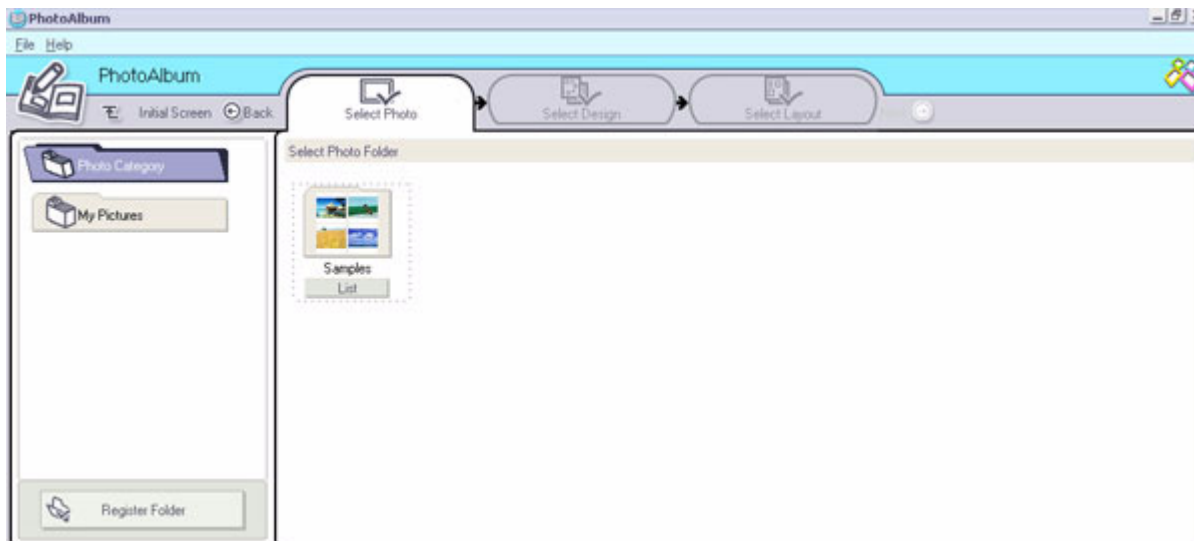 PhotoAlbum
File Help
PhotoAlbum
Initial Screen Back
Select Photo
Select Design
Select Layout
Photo Category
My Pictures
Select Photo Folder
Samples
List
Register Folder